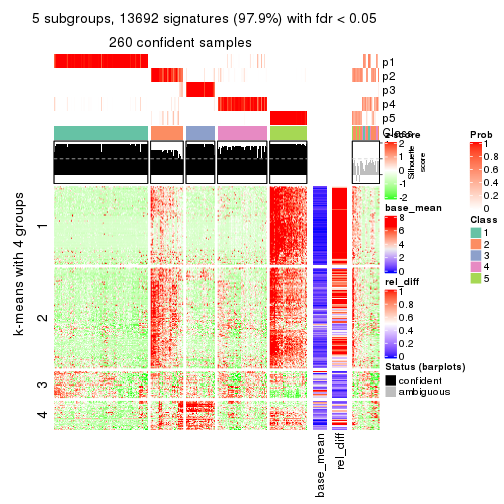 5 subgroups, 13692 signatures (97.9%) with fdr < 0.05
260 confident samples
p1
p2
p3
p4
p5
Class
Silhouette
score
k-means with 4 groups
1
2
3
4
base_mean
rel_diff
z-score
2
1
0
-1
-2
base_mean
8
6
4
2
0
rel_diff
1
0.8
0.6
0.4
0.2
0
Status (barplots)
confident
ambiguous
Prob
1
0.8
0.6
0.4
0.2
0
Class
1
2
3
4
5